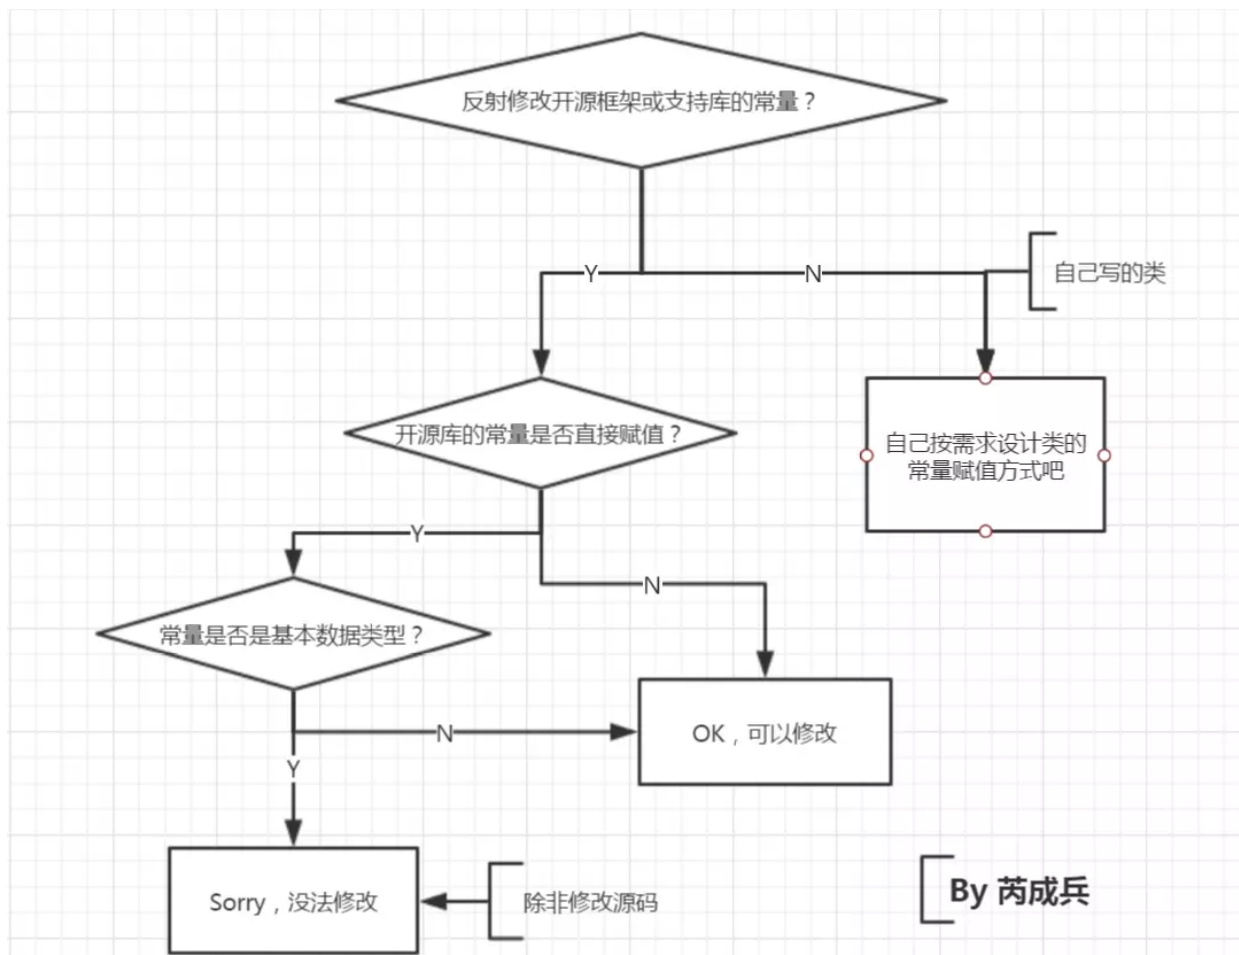 反射修改开源框架或支持库的常量？
Y
N
自己写的类
开源库的常量是否直接赋值？
自己按需求设计类的
常量赋值方式吧
Y
N
常量是否是基本数据类型？
N
OK，可以修改
Y
Sorry，没法修改
除非修改源码
By 芮成兵